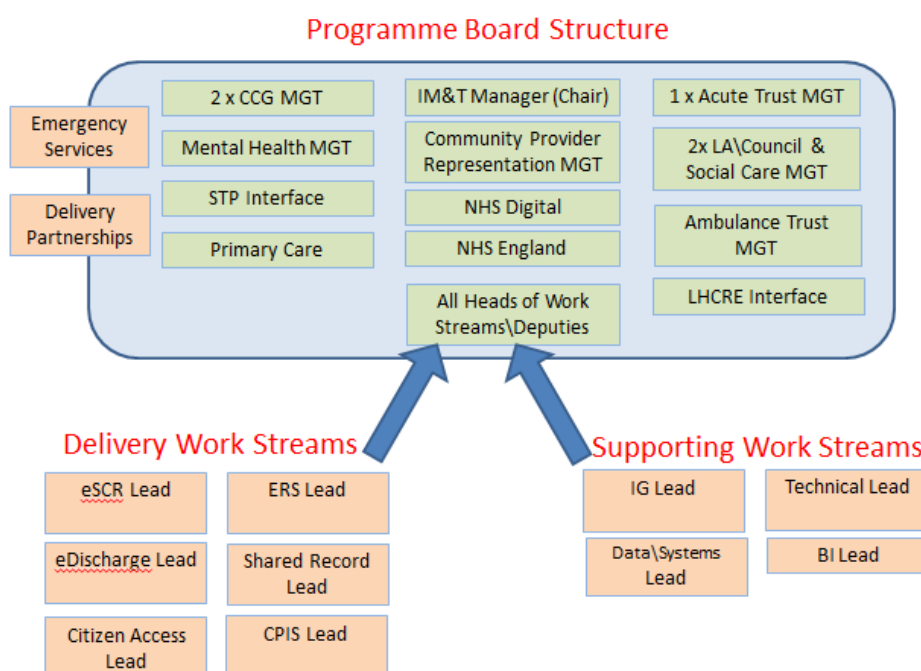 Programme Board Structure
Emergency
Services
Delivery
Partnerships
2 x CCG MGT
Mental Health MGT
STP Interface
Primary Care
IM&T Manager (Chair)
Community Provider
Representation MGT
NHS Digital
NHS England
All Heads of Work
Streams\Deputies
1 x Acute Trust MGT
2x LA\Council &
Social Care MGT
Ambulance Trust
MGT
LHCRE Interface
Delivery Work Streams
eSCR Lead
ERS Lead
eDischarge Lead
Shared Record
Lead
Citizen Access
Lead
CPIS Lead
Supporting Work Streams
IG Lead
Technical Lead
Data\Systems
Lead
BI Lead